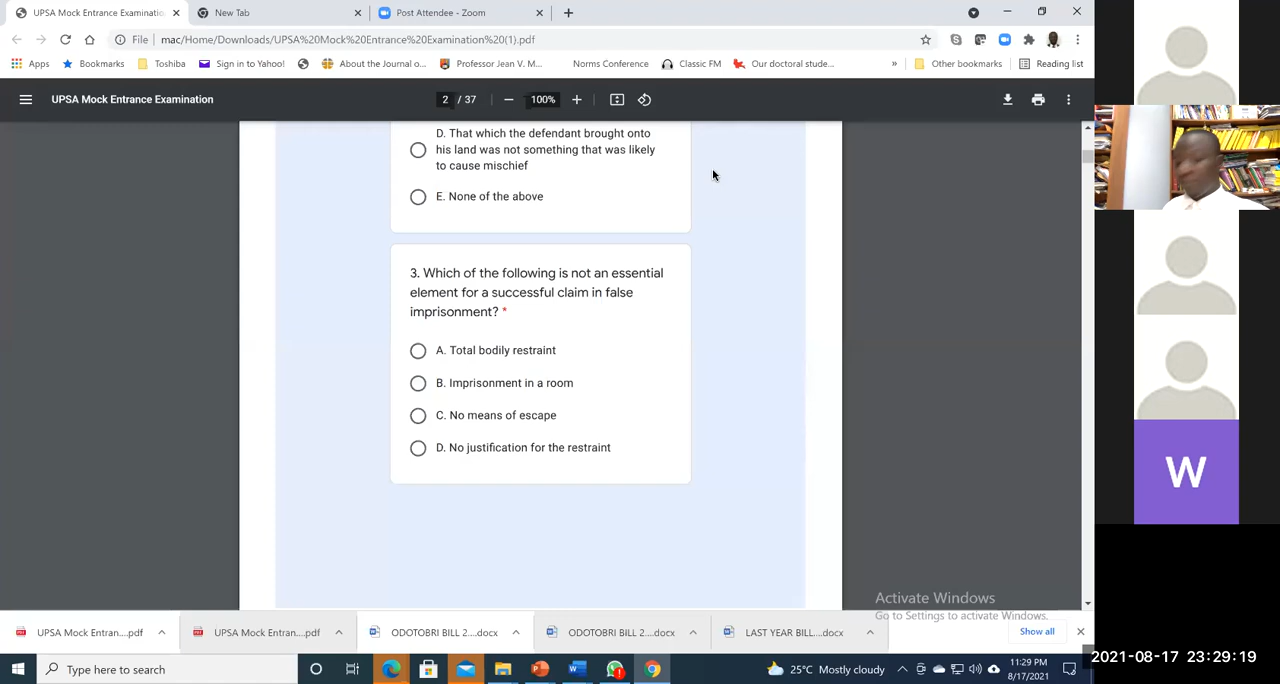 UPSA Mock Entrance Examinatio
New Tab
Post Attendee - Zoom
File
mac/Home/Downloads/UPSA%20Mock%20Entrance%20Examination%20(1).pdf
Apps
Bookmarks
Toshiba
Sign in to Yahoo!
About the Journal o...
Professor Jean V. M...
Norms Conference
Classic FM
Our doctoral stude...
»
Other bookmarks
Reading list
UPSA Mock Entrance Examination
2 / 37
100%
D. That which the defendant brought onto
his land was not something that was likely
to cause mischief
E. None of the above
3. Which of the following is not an essential
element for a successful claim in false
imprisonment? *
A. Total bodily restraint
B. Imprisonment in a room
C. No means of escape
D. No justification for the restraint
W
Activate Windows
Go to Settings to activate Windows.
UPSA Mock Entran....pdf
UPSA Mock Entran....pdf
ODOTOBRI BILL 2....docx
ODOTOBRI BILL 2....docx
LAST YEAR BILL....docx
Show all
Type here to search
25°C Mostly cloudy
11:29 PM
8/17/2021
2021-08-17 23:29:19